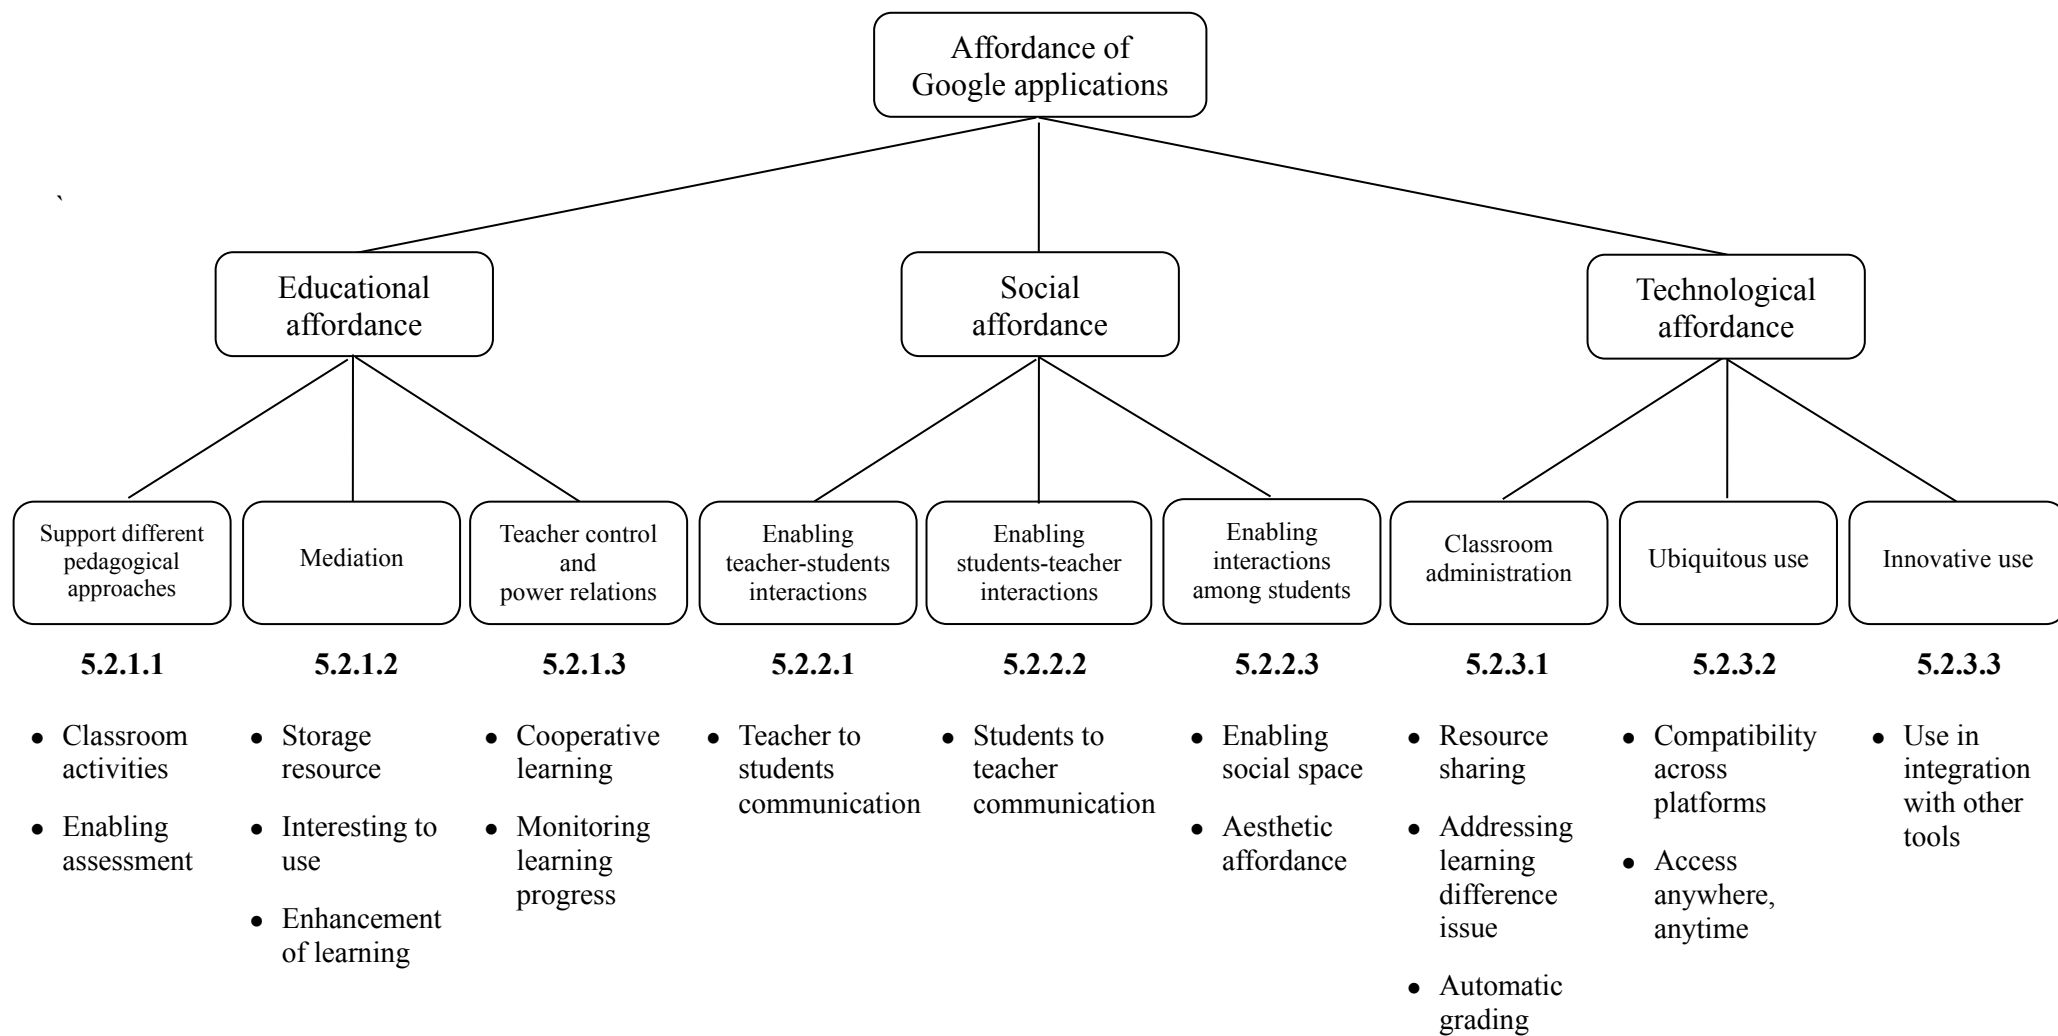 Affordance of
Google applications
`
Educational
affordance
Social
affordance
Technological
affordance
Support different
pedagogical
approaches
Mediation
Teacher control
and
power relations
Enabling
teacher-students
interactions
Enabling
students-teacher
interactions
Enabling
interactions
among students
Classroom
administration
Ubiquitous use
Innovative use
5.2.1.1
5.2.1.2
5.2.1.3
5.2.2.1
5.2.2.2
5.2.2.3
5.2.3.1
5.2.3.2
5.2.3.3
• Classroom
activities
• Enabling
assessment
• Storage
resource
• Interesting to
use
• Enhancement
of learning
• Cooperative
learning
• Monitoring
learning
progress
• Teacher to
students
communication
• Students to
teacher
communication
• Enabling
social space
• Aesthetic
affordance
• Resource
sharing
• Addressing
learning
difference
issue
• Automatic
grading
• Compatibility
across
platforms
• Access
anywhere,
anytime
• Use in
integration
with other
tools